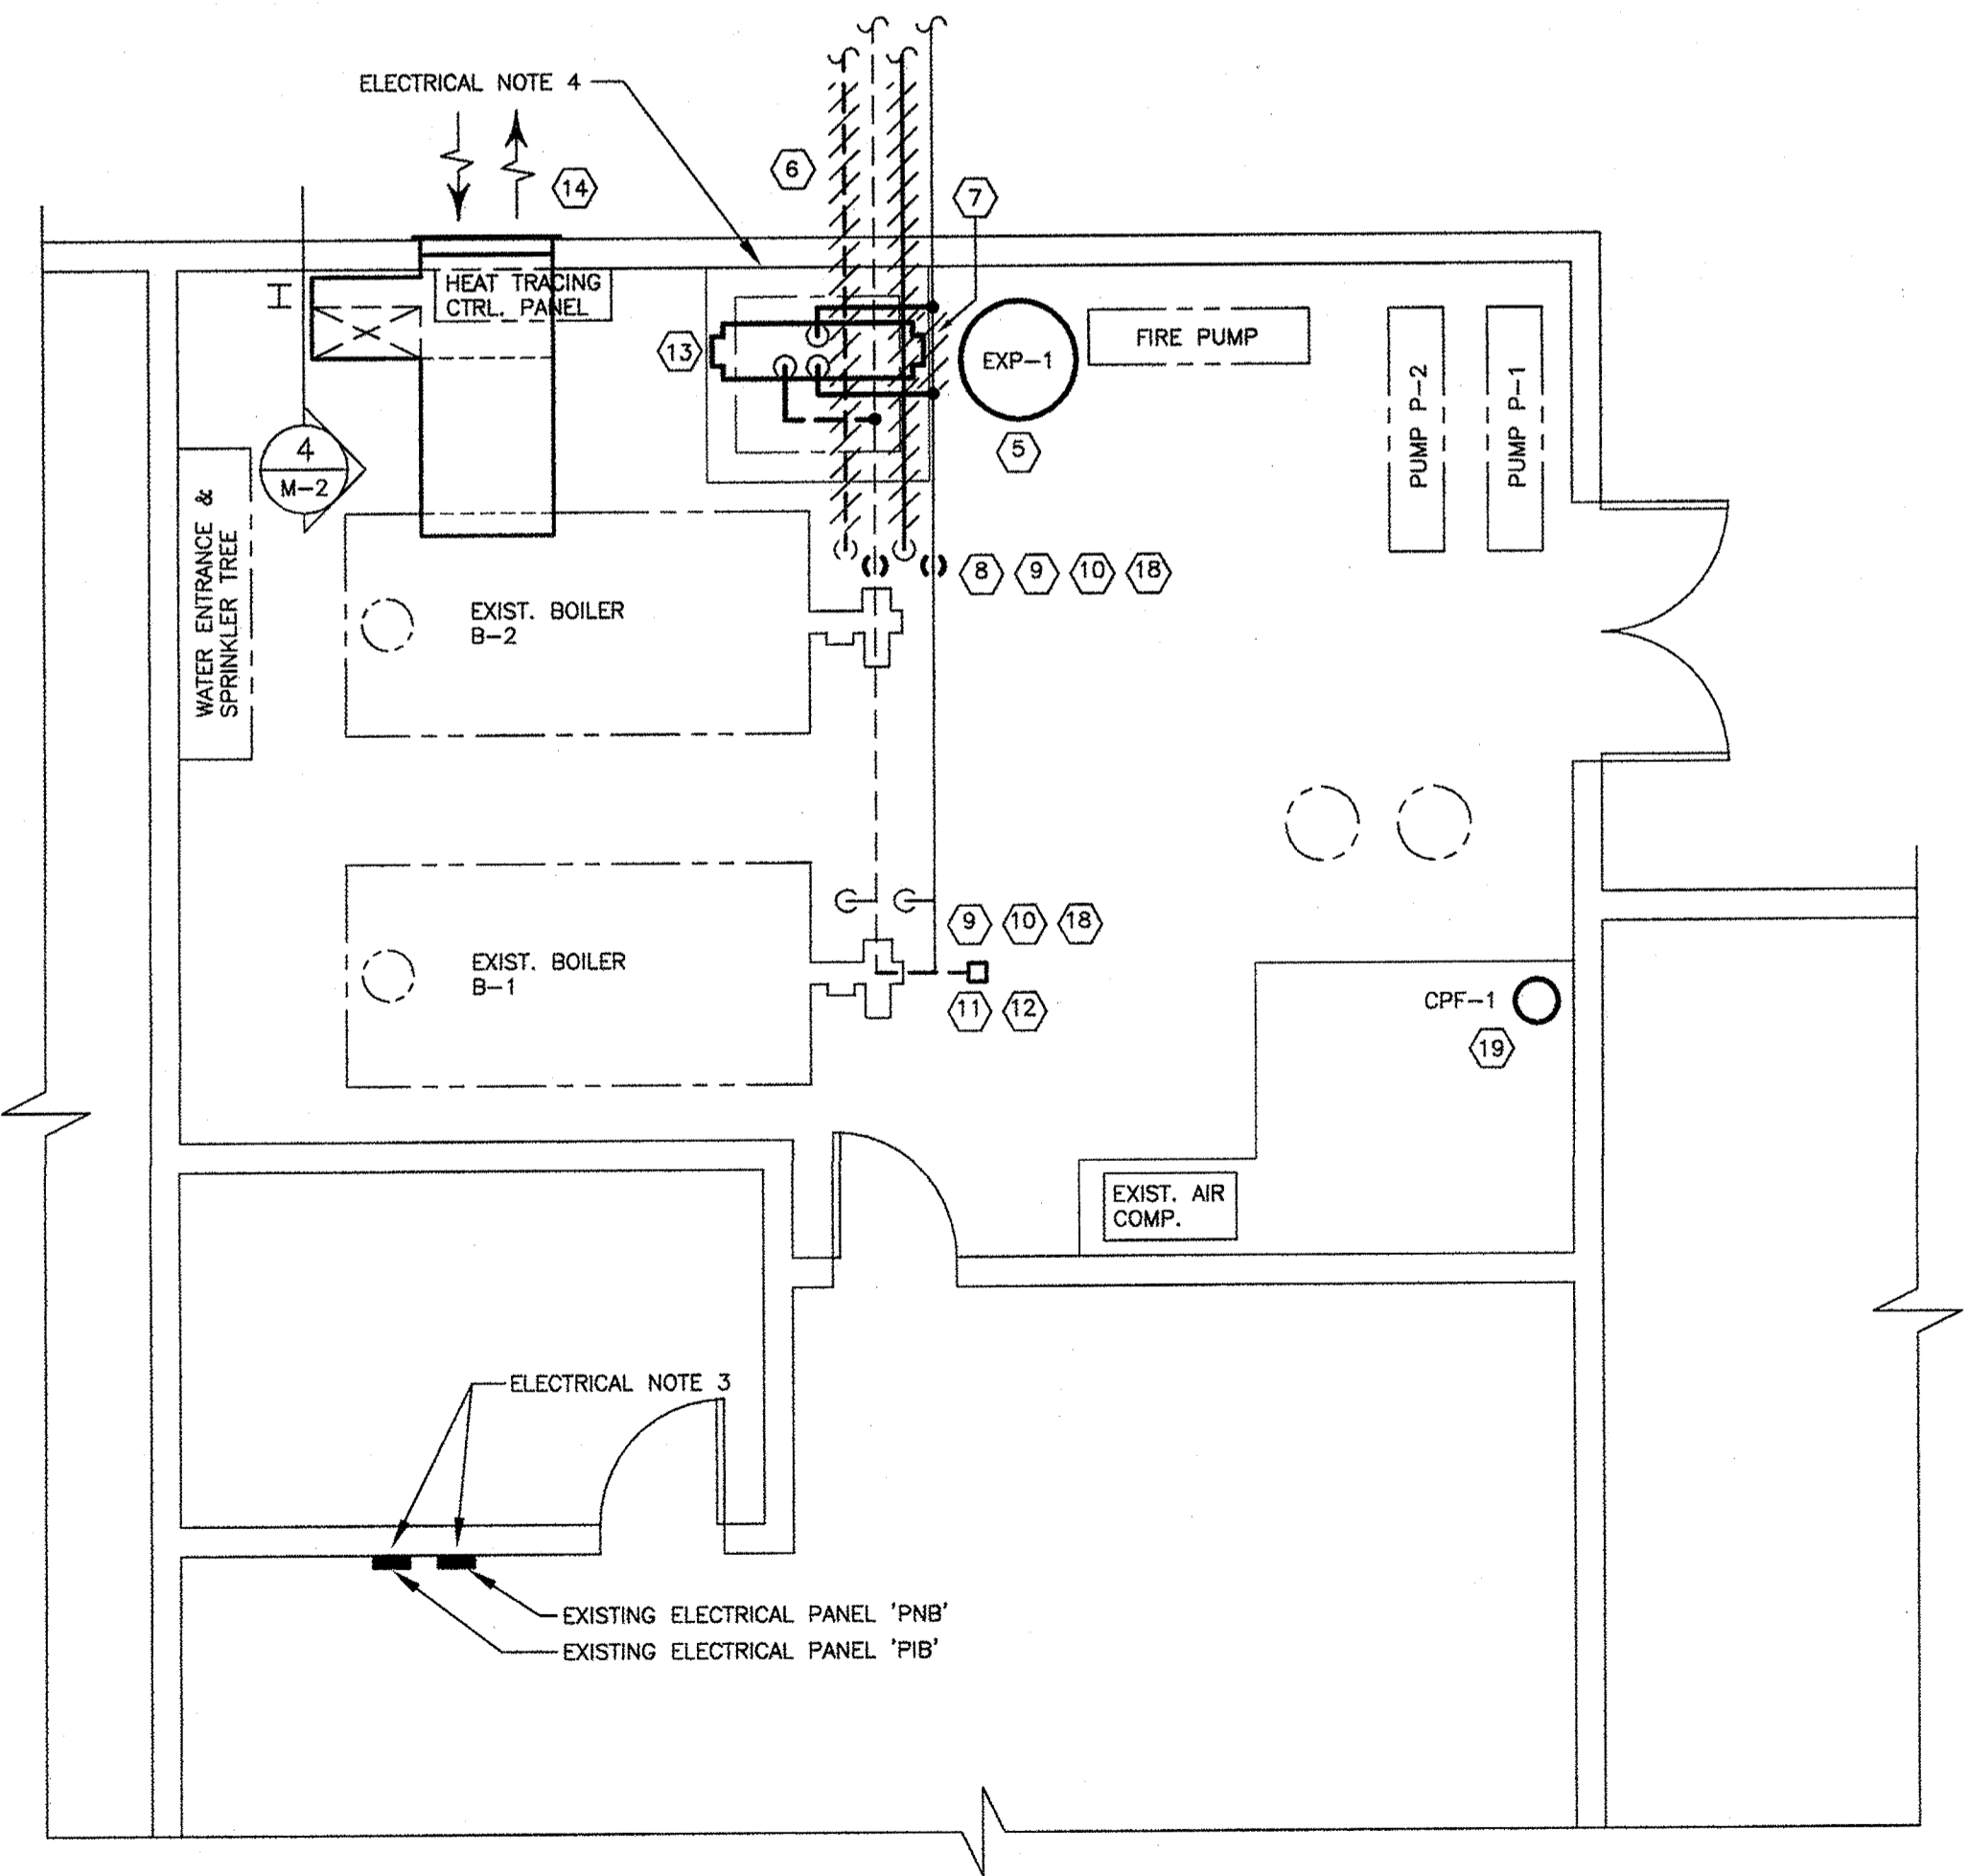 ELECTRICAL NOTE 4
6
14
7
HEAT TRACING
CTRL. PANEL
13
EXP-1
FIRE PUMP
5
PUMP P-2
PUMP P-1
4
M-2
WATER ENTRANCE &
SPRINKLER TREE
8 9 10 18
EXIST. BOILER
B-2
9 10 18
EXIST. BOILER
B-1
11 12
CPF-1
19
EXIST. AIR
COMP.
ELECTRICAL NOTE 3
EXISTING ELECTRICAL PANEL 'PNB'
EXISTING ELECTRICAL PANEL 'PIB'